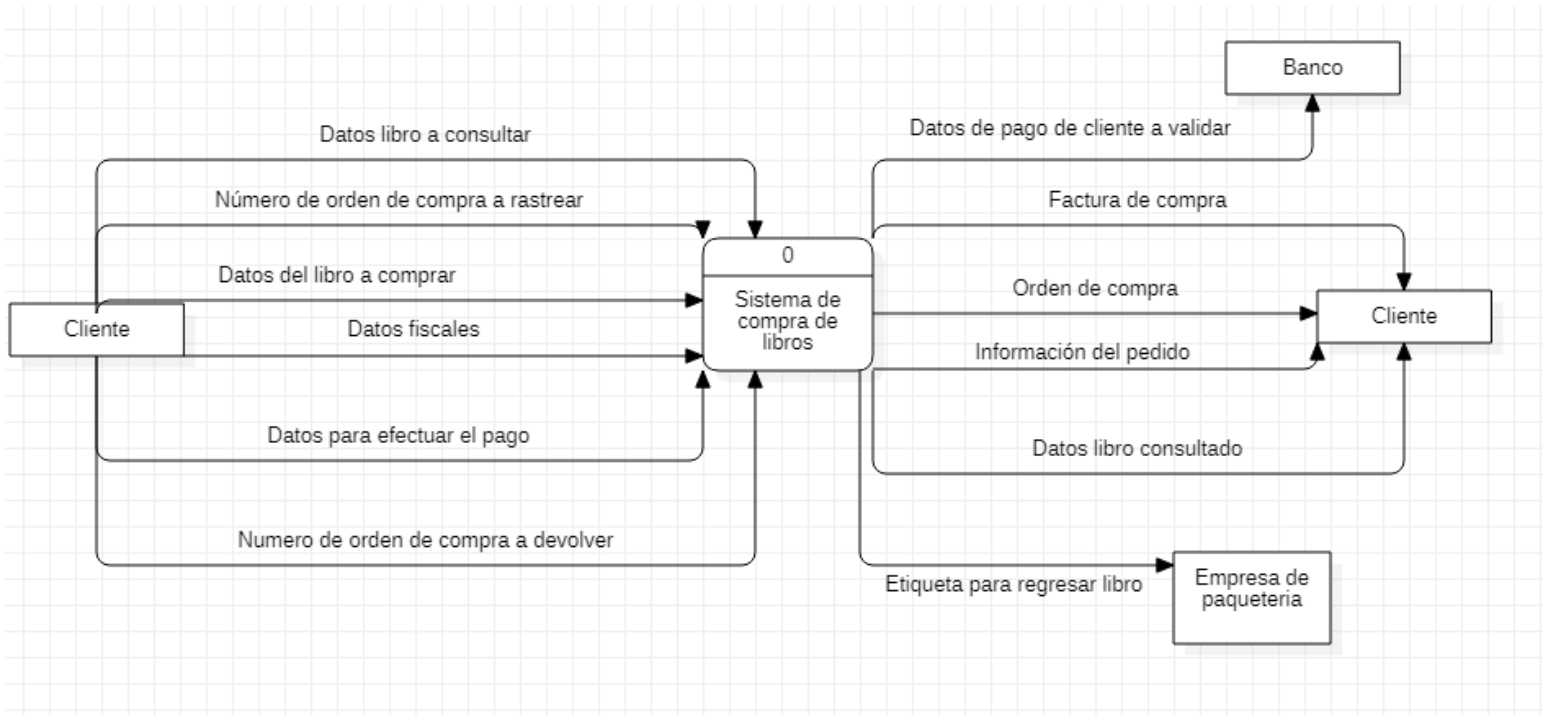 Banco
Datos de pago de cliente a validar
Datos libro a consultar
Número de orden de compra a rastrear
Factura de compra
0
Datos del libro a comprar
Orden de compra
Sistema de
compra de
libros
Cliente
Datos fiscales
Cliente
Información del pedido
Datos para efectuar el pago
Datos libro consultado
Numero de orden de compra a devolver
Etiqueta para regresar libro
Empresa de
paqueteria